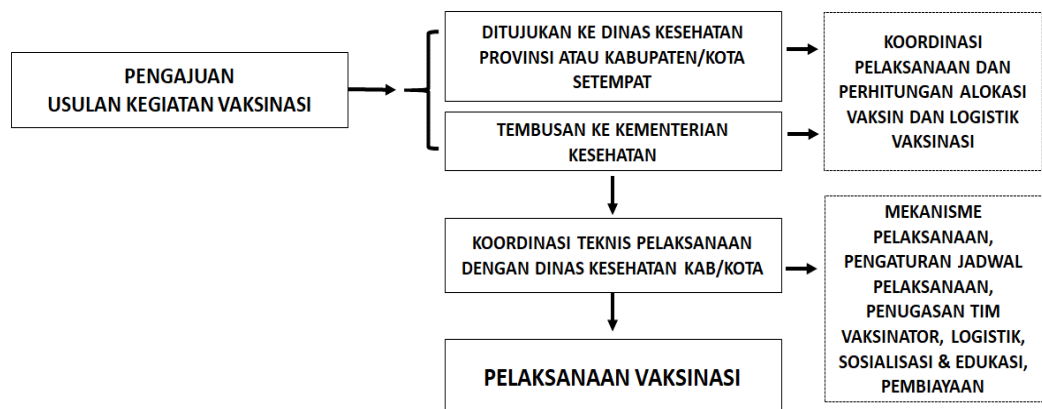 PENGAJUAN
USULAN KEGIATAN VAKSINASI
DITUJUKAN KE DINAS KESEHATAN
PROVINSI ATAU KABUPATEN/KOTA
SETEMPAT
TEMBUSAN KE KEMENTERIAN
KESEHATAN
KOORDINASI
PELAKSANAAN DAN
PERHITUNGAN ALOKASI
VAKSIN DAN LOGISTIK
VAKSINASI
KOORDINASI TEKNIS PELAKSANAAN
DENGAN DINAS KESEHATAN KAB/KOTA
MEKANISME
PELAKSANAAN,
PENGATURAN JADWAL
PELAKSANAAN,
PENUGASAN TIM
VAKSINATOR, LOGISTIK,
SOSIALISASI & EDUKASI,
PEMBIAYAAN
PELAKSANAAN VAKSINASI